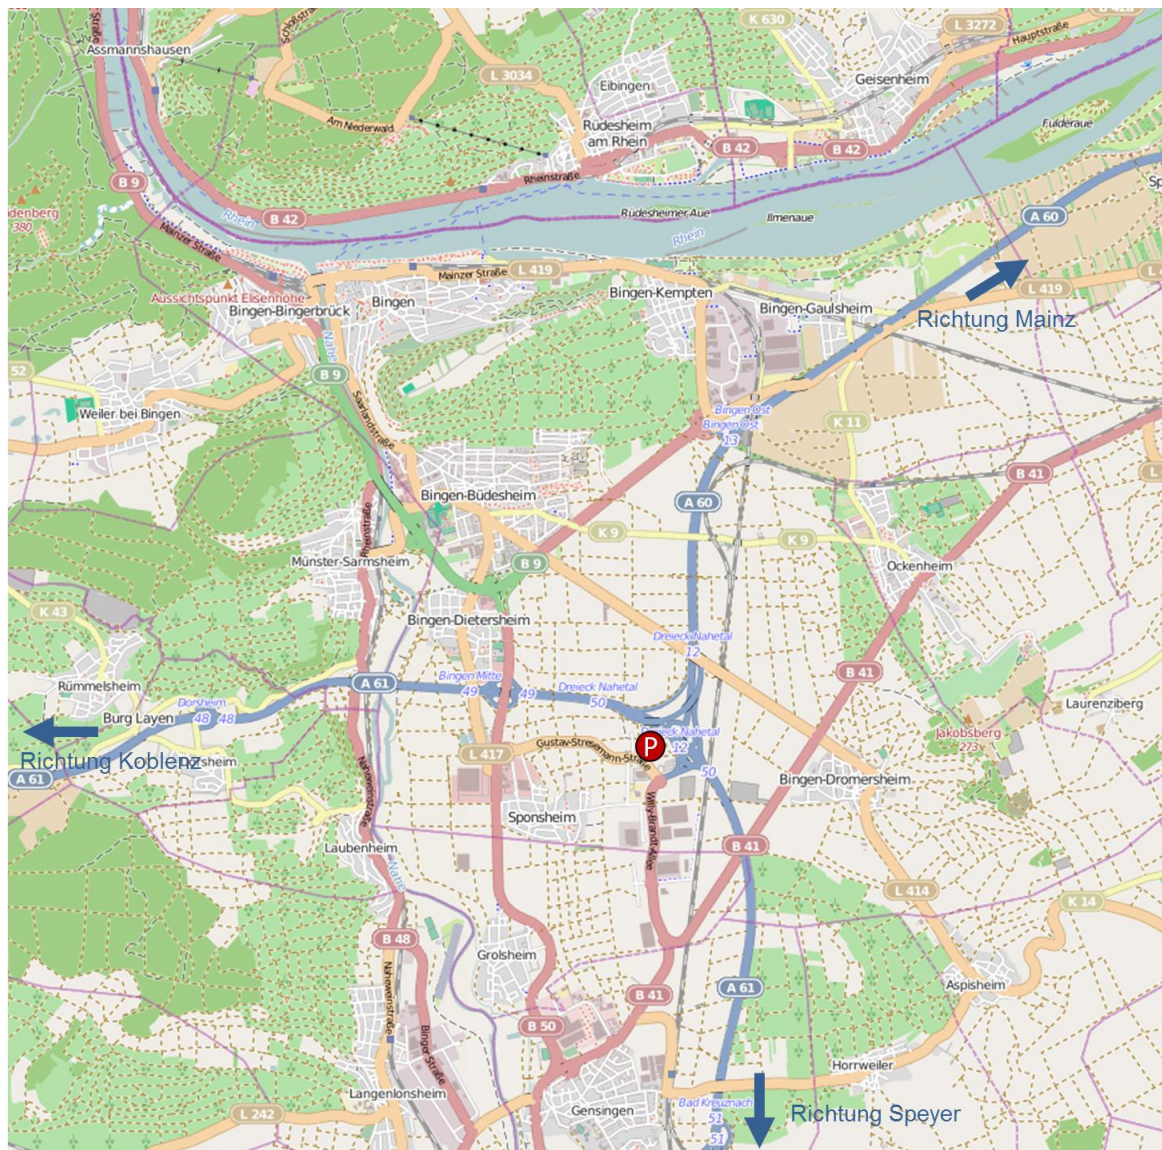 K 630
L 3272
Hauptstraße
Assmannshausen
L 3034
Eibingen
Geisenheim
Am Niederwald
Rüdesheim
am Rhein
Fulderaue
B 42
B 42
B 9
Rheinstraße
A 60
Rhein
B 42
Rüdesheimer Aue
Ilmenaue
380
Mainzer Straße
Rhein
Mainzer Straße
L 419
L 419
Aussichtspunkt Elisenhöhe
Bingen-Bingerbrück
Bingen
Bingen-Kempten
Bingen-Gaulsheim
Richtung Mainz
52
B 9
Weiler bei Bingen
Saarlandstraße
Bingen Ost
Bingen Ost
13
K 11
B 41
Bingen-Büdesheim
A 60
Rheinstraße
K 9
K 9
Münster-Sarmsheim
B 9
Ockenheim
K 43
Bingen-Dietersheim
Dreieck Nahetal
12
B 41
Rümmelsheim
A 61
Bingen Mitte
49
49
Dreieck Nahetal
50
Dorsheim
48 48
Burg Layen
Laurenziberg
Jakobsberg
273
Richtung Koblenz
A 61
L 417
Gustav-Stresemann-Straße
P
12
50
Bingen-Dromersheim
Naheweinstraße
Sponsheim
Willy-Brandt-Allee
Laubenheim
B 41
Nahe
L 414
K 14
B 48
Grolsheim
Naheweinstraße
A 61
Aspisheim
B 41
B 50
Binger Straße
Horrweiler
Langenlonsheim
Bad Kreuznach
51
51
L 242
Gensingen
Richtung Speyer